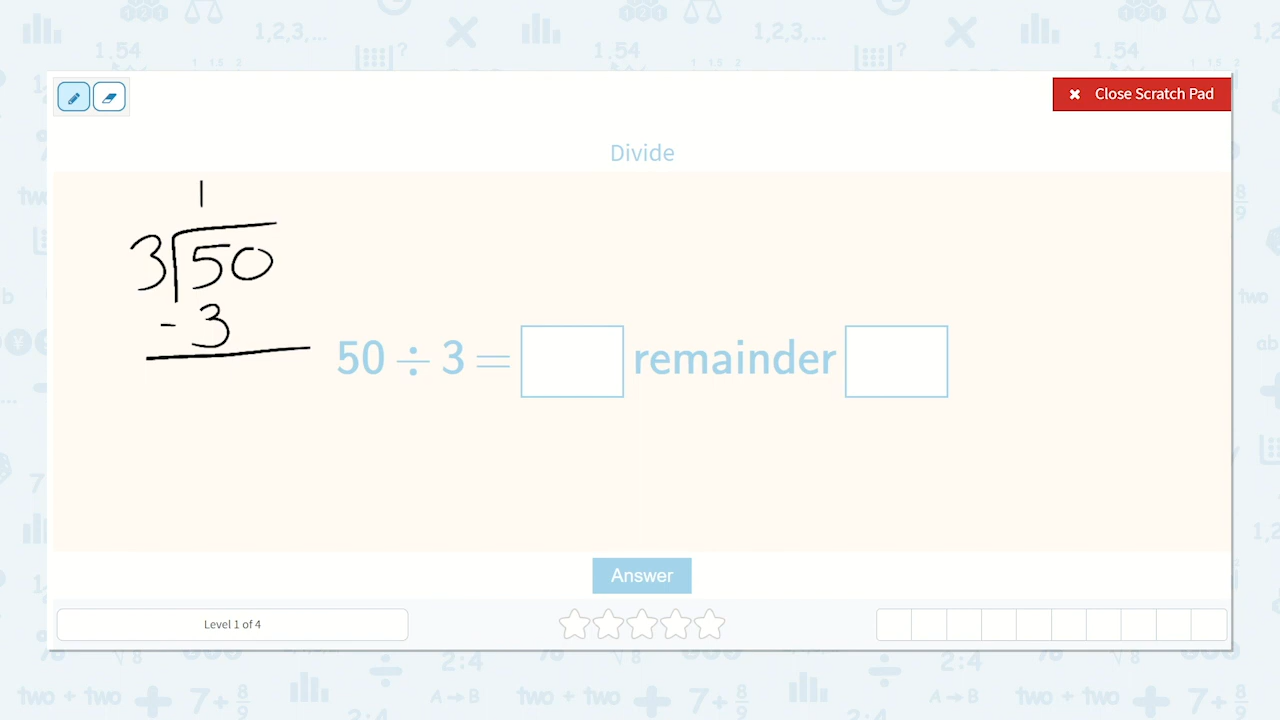 Close Scratch Pad
Divide
1
3 50
- 3
50 ÷ 3 = remainder
Answer
Level 1 of 4